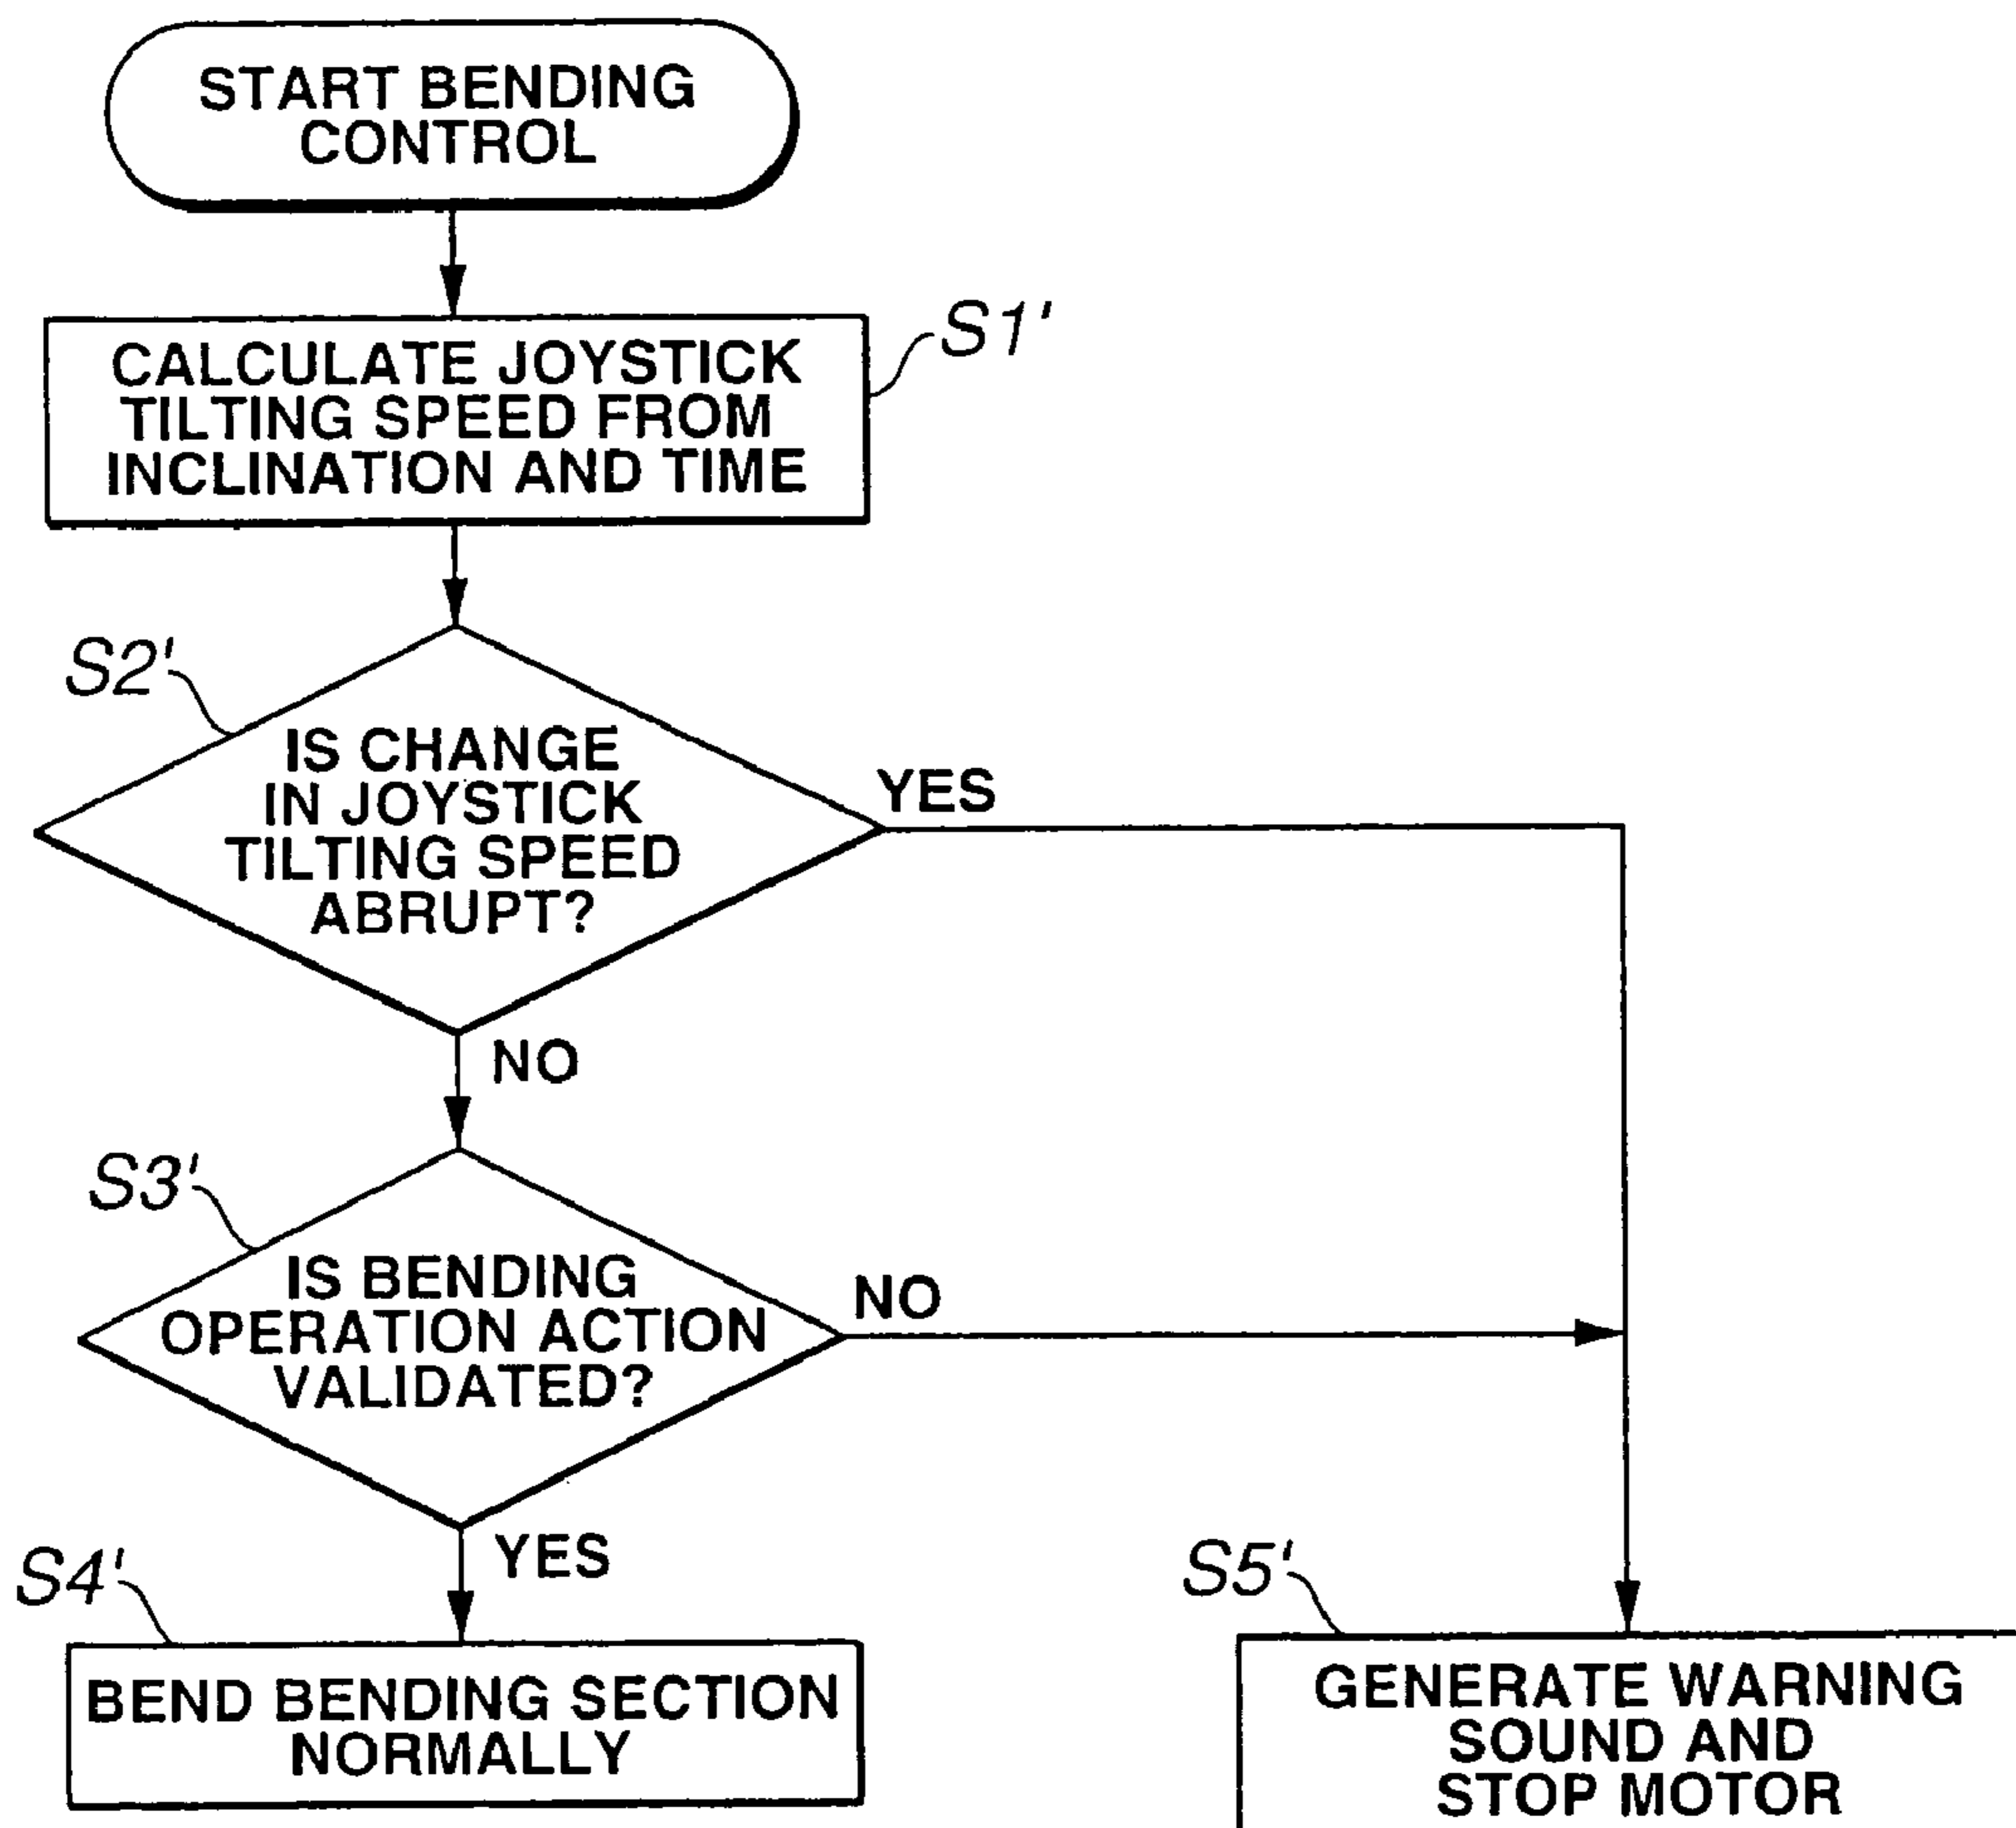 START BENDING
CONTROL
S1'
CALCULATE JOYSTICK
TILTING SPEED FROM
INCLINATION AND TIME
S2'
IS CHANGE
IN JOYSTICK
TILTING SPEED
ABRUPT?
YES
NO
S3'
IS BENDING
OPERATION ACTION
VALIDATED?
NO
YES
S4'
BEND BENDING SECTION
NORMALLY
S5'
GENERATE WARNING
SOUND AND
STOP MOTOR